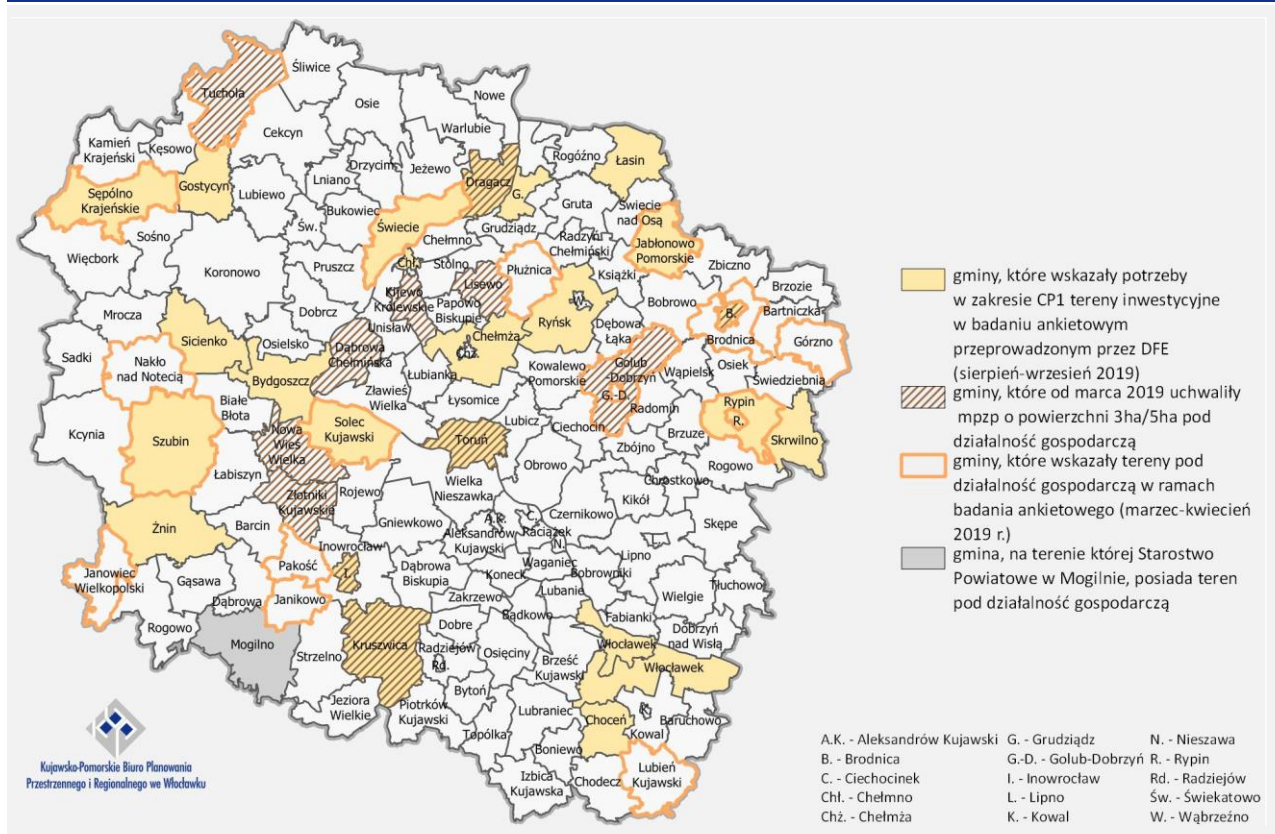 Śliwice
Tuchola
Osie
Nowe
Cekcyn
Warlubie
Kamień
Krajeński
Kęsowo
Drzycim
Jeżewo
Rogóźno
Łasin
Gostycyn
Lubiewo
Lniano
Dragacz
G.
Sępólno
Krajeńskie
Bukowiec
Gruta
Świecie
nad Osą
Św.
Świecie
Grudziądz
Sośno
Chełmno
Radzyń
Chełmiński
Jabłonowo
Pomorskie
Więcbork
Koronowo
Pruszcz
Chł.
Stolno
Płużnica
Książki
Zbiczno
Lisewo
Kijewo
Królewskie
W.
Bobrowo
Brzozie
Mrocza
Dobrcz
Papowo
Biskupie
Ryńsk
B.
Bartniczka
Unisław
Chełmża
Dębowa
Łąka
Brodnica
Górzno
Sicienko
Osielsko
Dąbrowa
Chełmińska
Chż.
Sadki
Nakło
nad Notecią
Łubianka
Kowalewo
Pomorskie
Golub
Dobrzyń
Wąpielsk
Osiek
Świedziebnia
Bydgoszcz
Zławieś
Wielka
Łysomice
G.-D.
Radomin
Rypin
R.
Białe
Błota
Solec
Kujawski
Lubicz
Ciechocin
Brzuze
Skrwilno
Kcynia
Szubin
Nowa
Wieś
Wielka
Toruń
Zbójno
Rogowo
Łabiszyn
Obrowo
Wielka
Nieszawka
Chrostkowo
Złotniki
Kujawskie
Rojewo
Kikół
Żnin
Barcin
Gniewkowo
A.K.
C.
Czernikowo
Skępe
Aleksandrów
Kujawski
Raciążek
N.
Inowrocław
L.
Lipno
Janowiec
Wielkopolski
Pakość
I.
Dąbrowa
Biskupia
Koneck
Waganiec
Bobrowniki
Gąsawa
Tłuchowo
Dąbrowa
Janikowo
Zakrzewo
Lubanie
Wielgie
Rogowo
Bądkowo
Fabianki
Mogilno
Kruszwica
Dobre
Dobrzyń
nad Wisłą
Strzelno
Radziejów
Rd.
Osięciny
Brześć
Kujawski
Włocławek
Włocławek
Jeziora
Wielkie
Piotrków
Kujawski
Bytoń
Lubraniec
Choceń
K.
Kowal
Baruchowo
Topólka
Boniewo
Izbica
Kujawska
Chodecz
Lubień
Kujawski
gminy, które wskazały potrzeby
w zakresie CP1 tereny inwestycyjne
w badaniu ankietowym
przeprowadzonym przez DFE
(sierpień-wrzesień 2019)
gminy, które od marca 2019 uchwaliły
mpzp o powierzchni 3ha/5ha pod
działalność gospodarczą
gminy, które wskazały tereny pod
działalność gospodarczą w ramach
badania ankietowego (marzec-kwiecień
2019 r.)
gmina, na terenie której Starostwo
Powiatowe w Mogilnie, posiada teren
pod działalność gospodarczą
Kujawsko-Pomorskie Biuro Planowania
Przestrzennego i Regionalnego we Włocławku
A.K. - Aleksandrów Kujawski
B. - Brodnica
C. - Ciechocinek
Chł. - Chełmno
Chż. - Chełmża
G. - Grudziądz
G.-D. - Golub-Dobrzyń
I. - Inowrocław
L. - Lipno
K. - Kowal
N. - Nieszawa
R. - Rypin
Rd. - Radziejów
Św. - Świekatowo
W. - Wąbrzeźno